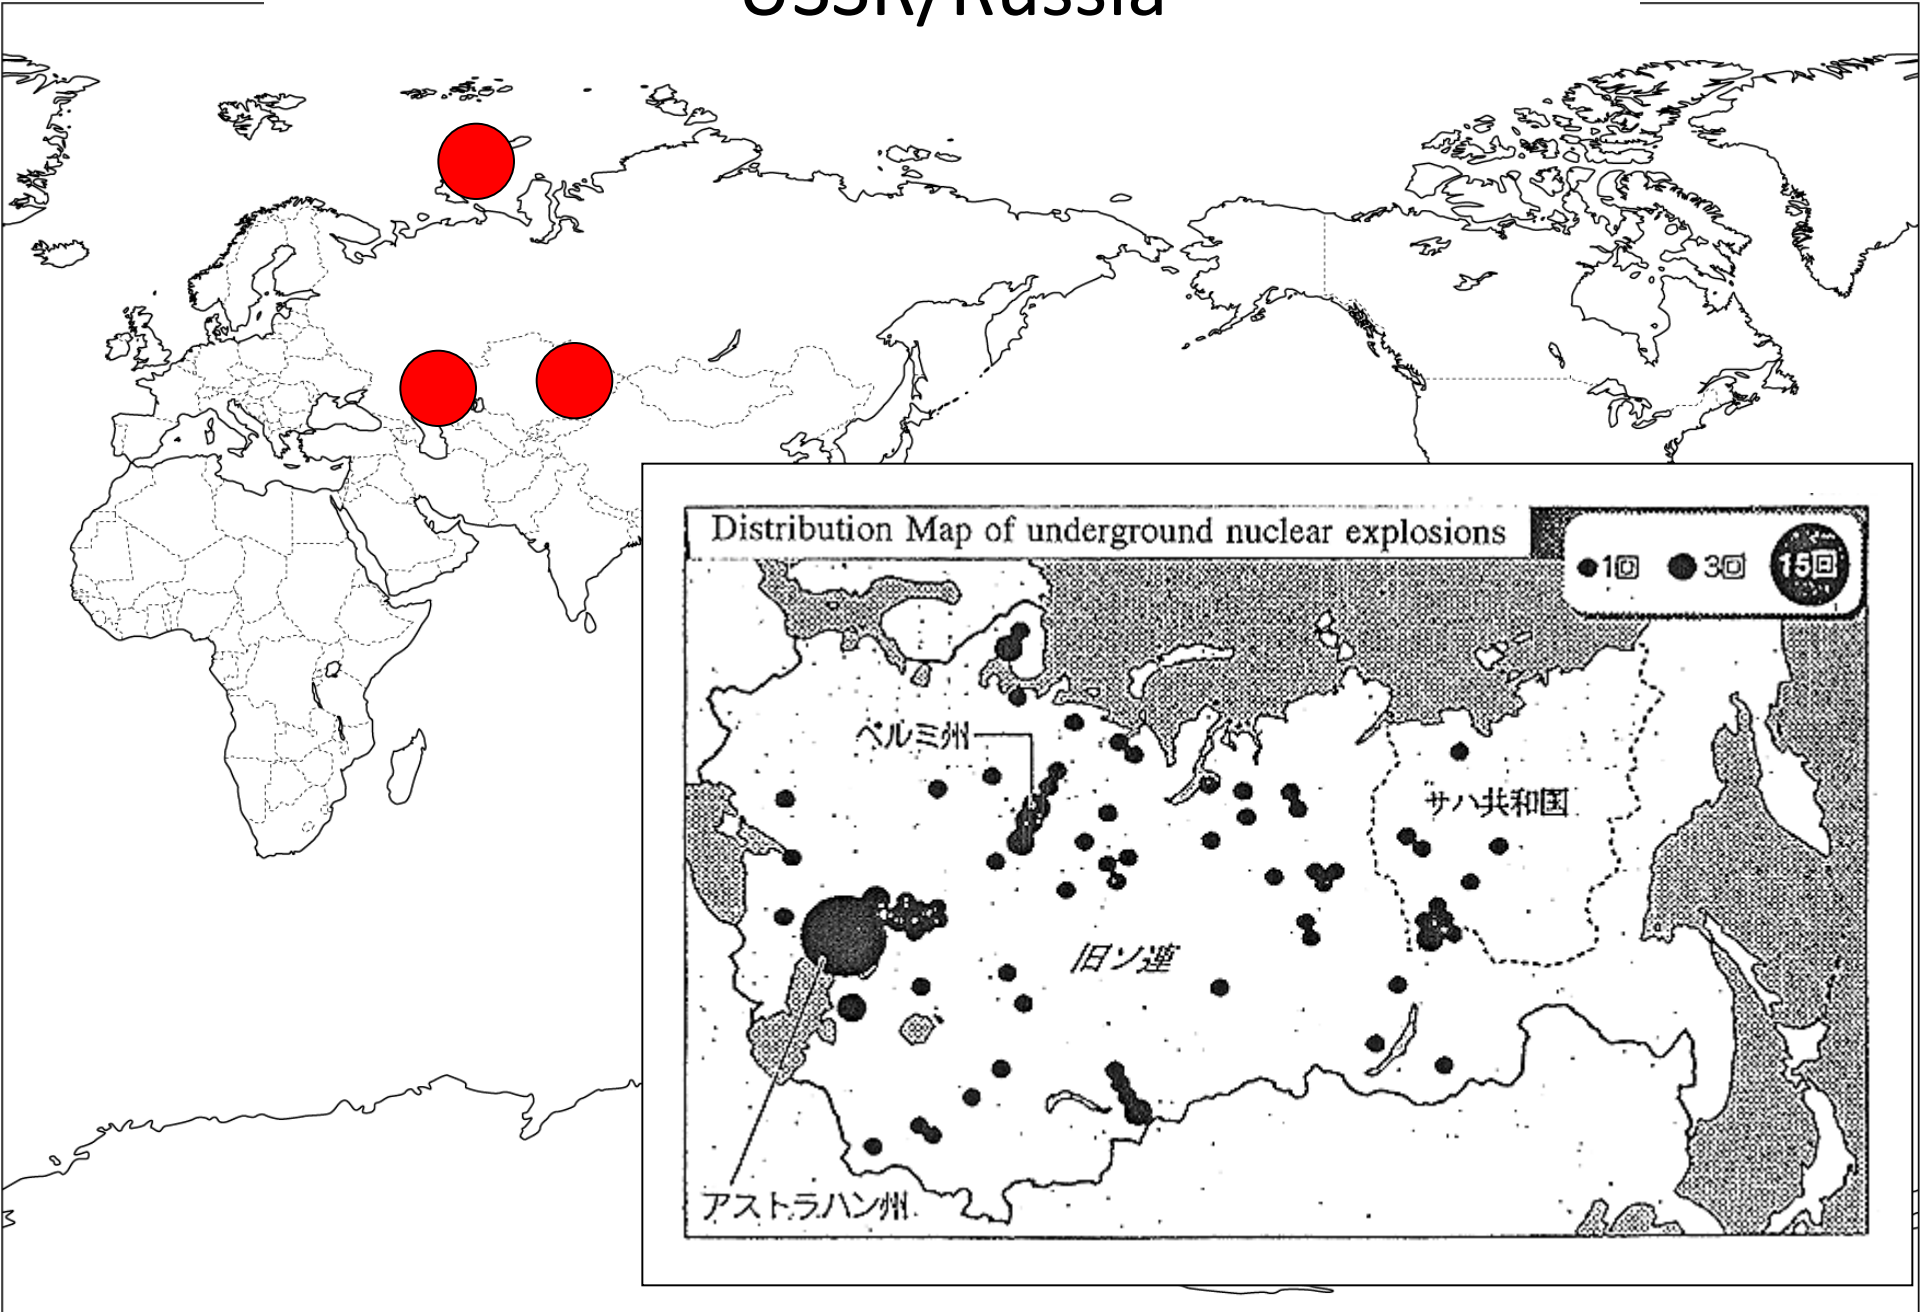 USSR/Russia
Distribution Map of underground nuclear explosions
1回 3回 15回
ペルミ州
サハ共和国
旧ソ連
アストラハン州